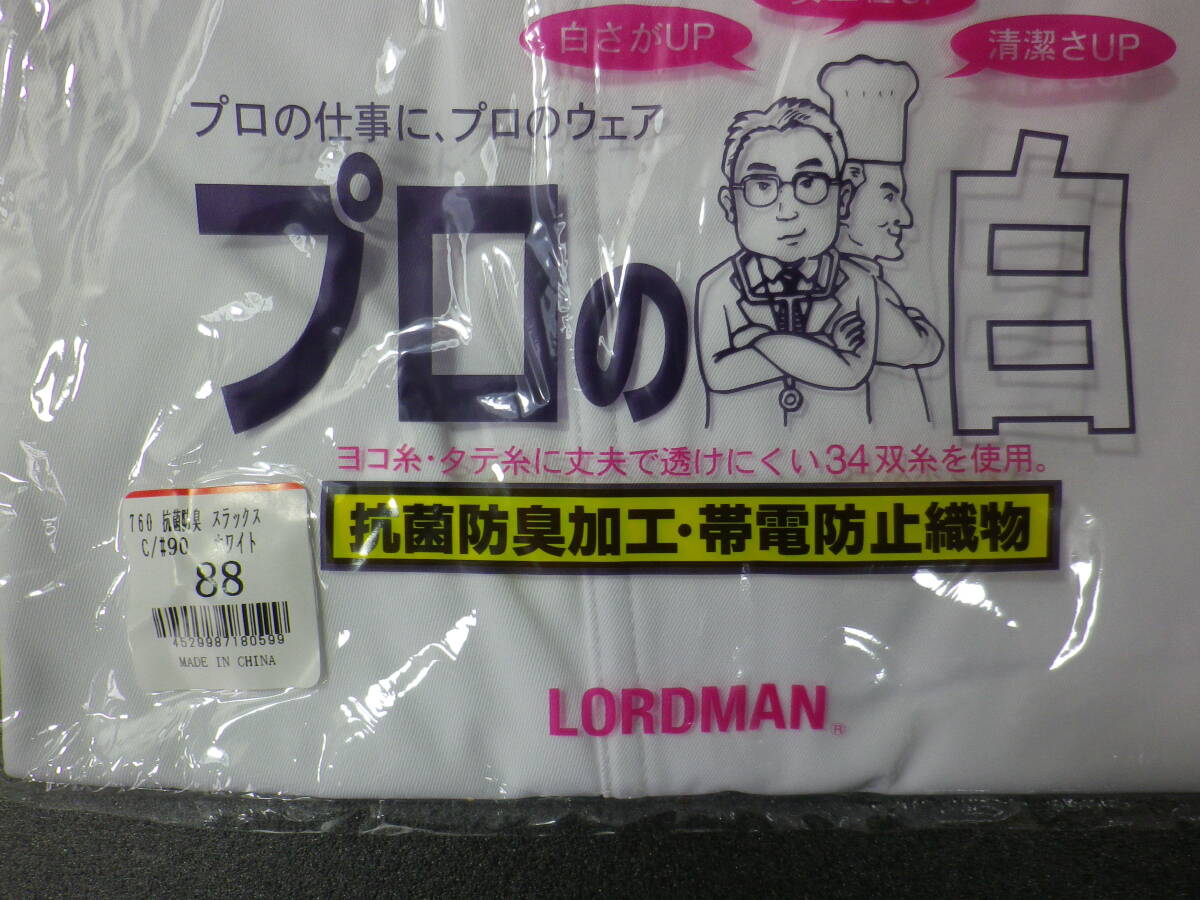 白さがUP
清潔さUP
プロの仕事に、プロのウェア
プロの白
ヨコ糸・タテ糸に丈夫で透けにくい34双糸を使用。
抗菌防臭加工・帯電防止織物
760 抗菌防臭 スラックス
C/#90 ホワイト
88
4529987180599
MADE IN CHINA
LORDMAN®